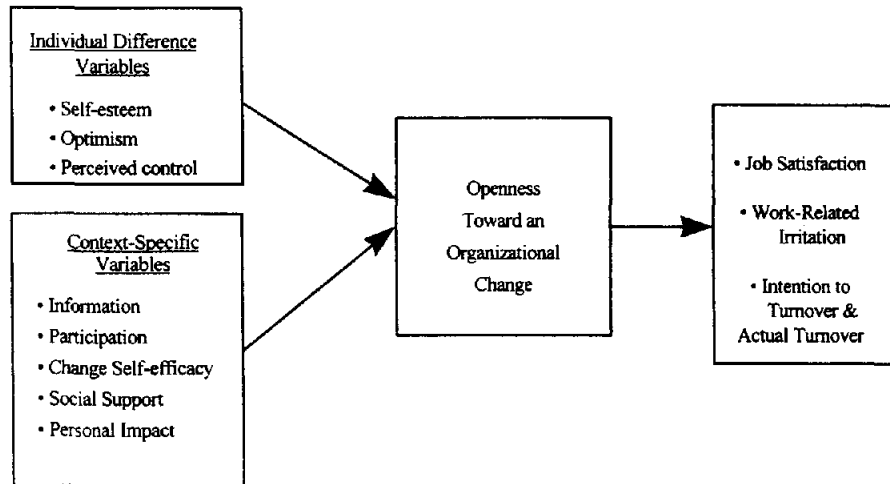 Individual Difference
Variables
• Self-esteem
• Optimism
• Perceived control
Context-Specific
Variables
• Information
• Participation
• Change Self-efficacy
• Social Support
• Personal Impact
Openness
Toward an
Organizational
Change
• Job Satisfaction
• Work-Related
Irritation
• Intention to
Turnover &
Actual Turnover